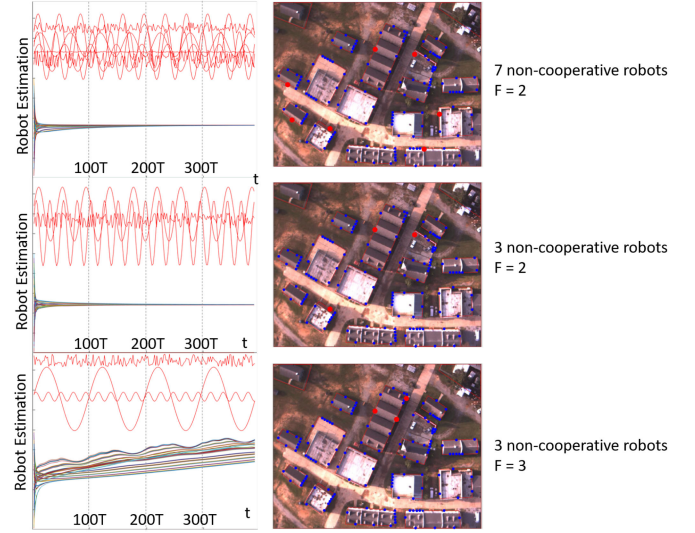 Robot Estimation
100T 200T 300T
t
7 non-cooperative robots
F = 2
Robot Estimation
100T 200T 300T
t
3 non-cooperative robots
F = 2
Robot Estimation
100T 200T 300T
t
3 non-cooperative robots
F = 3